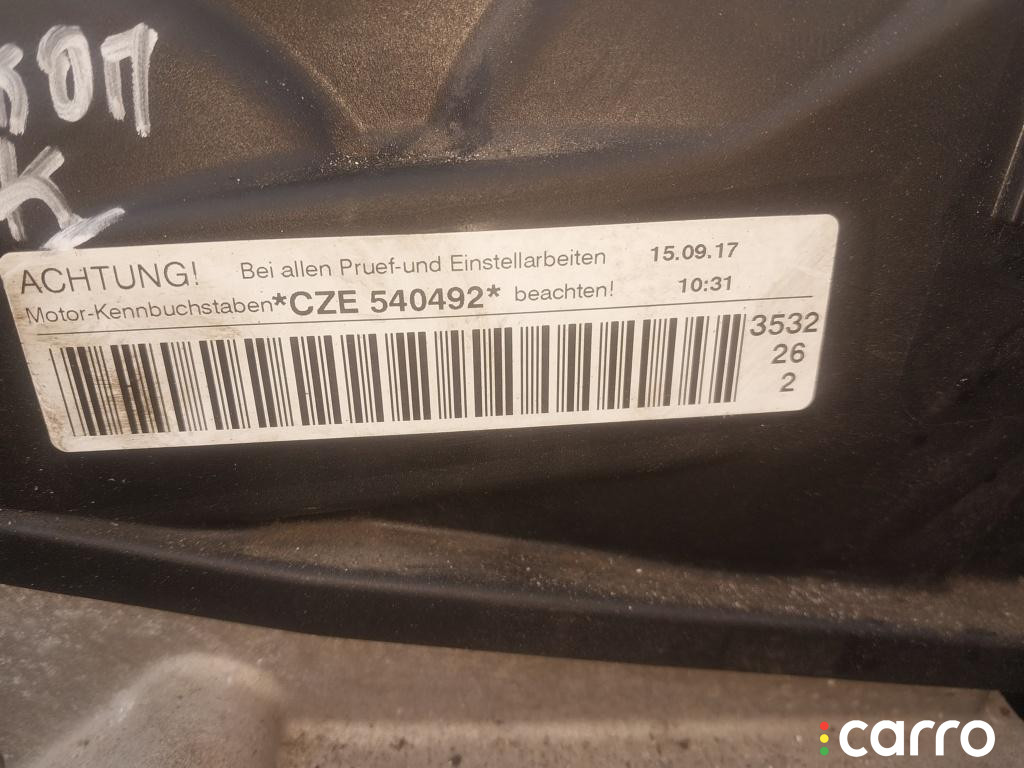 ACHTUNG! Bei allen Pruef-und Einstellarbeiten 15.09.17
Motor-Kennbuchstaben *CZE 540492* beachten! 10:31
3532
26
2
carro